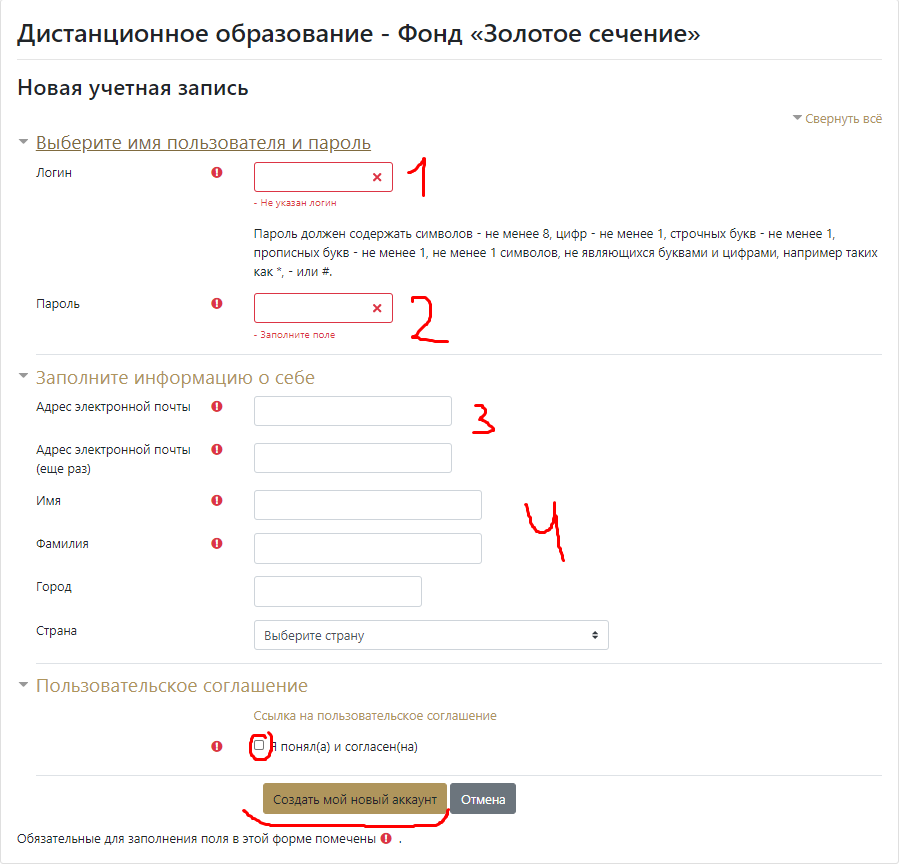 Дистанционное образование - Фонд «Золотое сечение»
Новая учетная запись
Свернуть всё
Выберите имя пользователя и пароль
Логин
1
- Не указан логин
Пароль должен содержать символов - не менее 8, цифр - не менее 1, строчных букв - не менее 1,
прописных букв - не менее 1, не менее 1 символов, не являющихся буквами и цифрами, например таких
как *, - или #.
Пароль
2
- Заполните поле
Заполните информацию о себе
Адрес электронной почты
3
Адрес электронной почты
(еще раз)
Имя
4
Фамилия
Город
Страна
Выберите страну
Пользовательское соглашение
Ссылка на пользовательское соглашение
Я понял(а) и согласен(на)
Создать мой новый аккаунт
Отмена
Обязательные для заполнения поля в этой форме помечены .